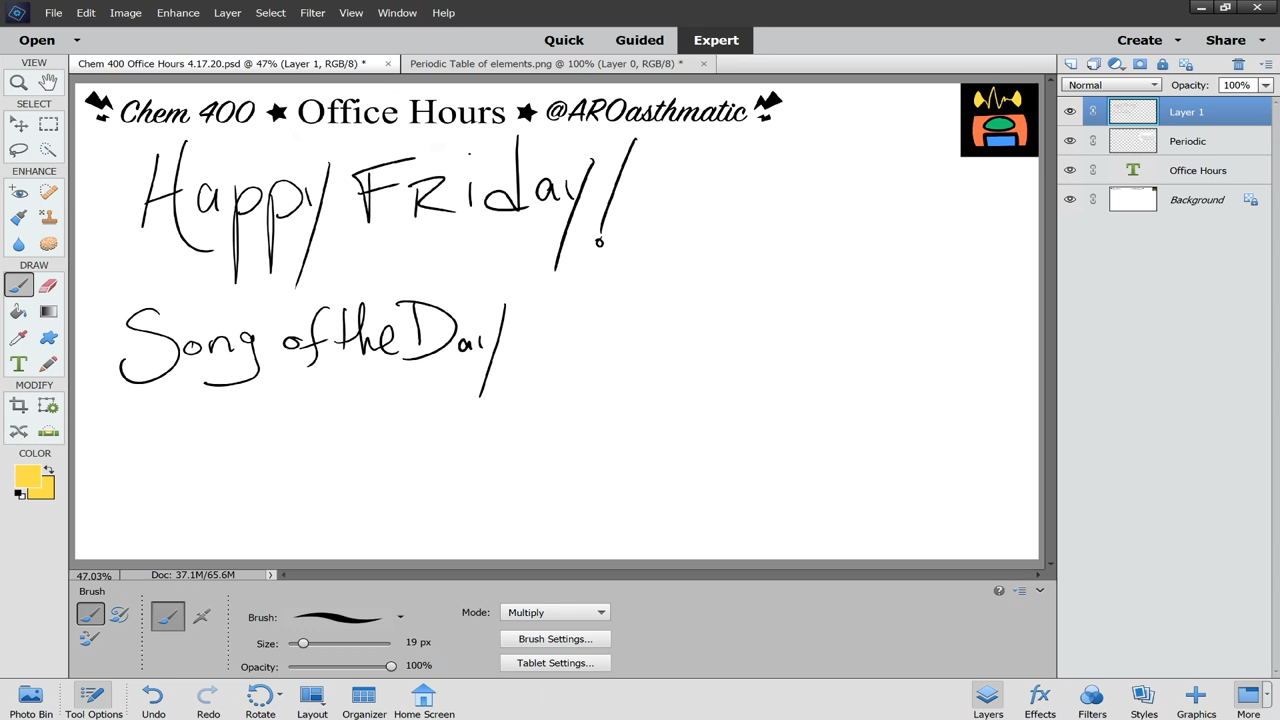 File Edit Image Enhance Layer Select Filter View Window Help
Open Quick Guided Expert Create Share
VIEW
SELECT
ENHANCE
DRAW
MODIFY
COLOR
Chem 400 Office Hours 4.17.20.psd @ 47% (Layer 1, RGB/8) * × Periodic Table of elements.png @ 100% (Layer 0, RGB/8) * ×
Chem 400 ★ Office Hours ★ @AROasthmatic
Happy FRiday!
Song of the Day
Normal Opacity: 100%
Layer 1
Periodic
T Office Hours
Background
47.03% Doc: 37.1M/65.6M
Brush
Brush:
Size: 19 px
Opacity: 100%
Mode: Multiply
Brush Settings...
Tablet Settings...
Photo Bin Tool Options Undo Redo Rotate Layout Organizer Home Screen Layers Effects Filters Styles Graphics More